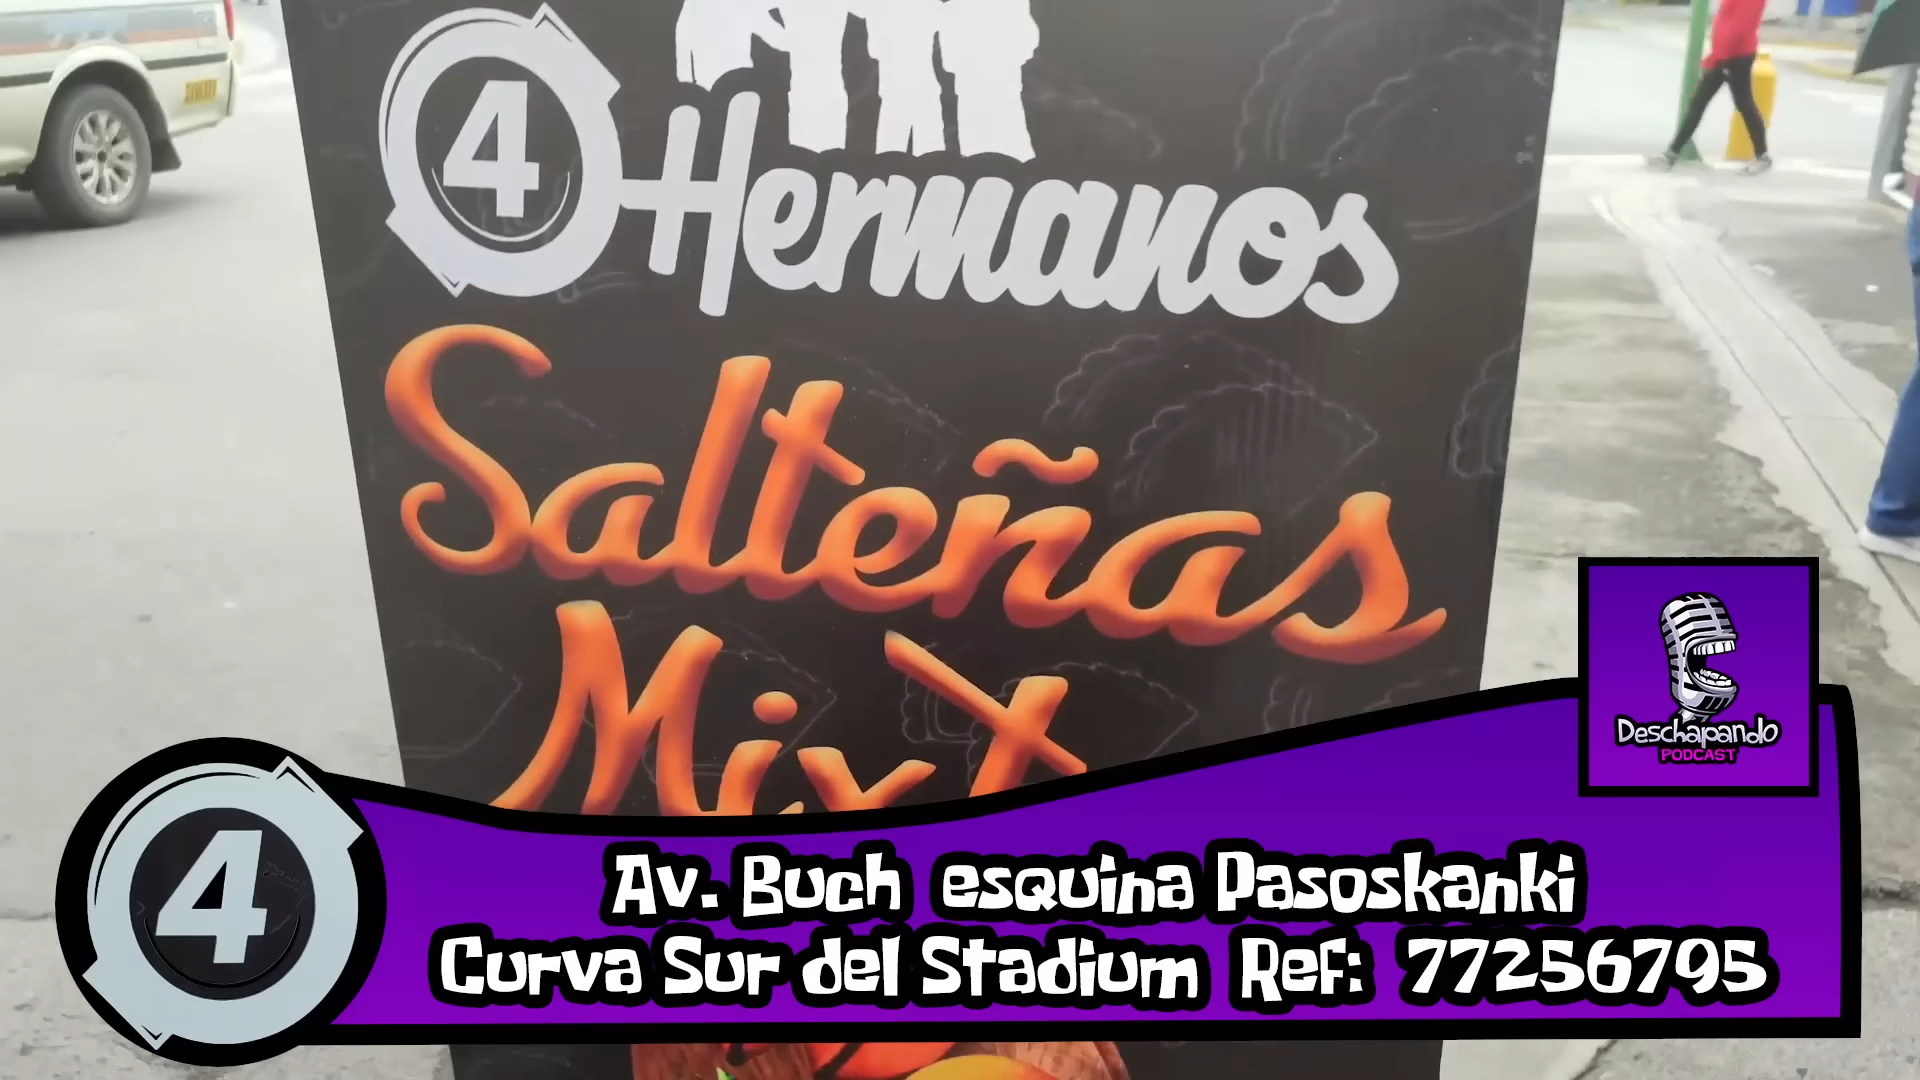 4 Hermanos
Salteñas
Deschapando
PODCAST
4
Av. Buch esquina Pasoskanki
Curva Sur del Stadium Ref: 77256795